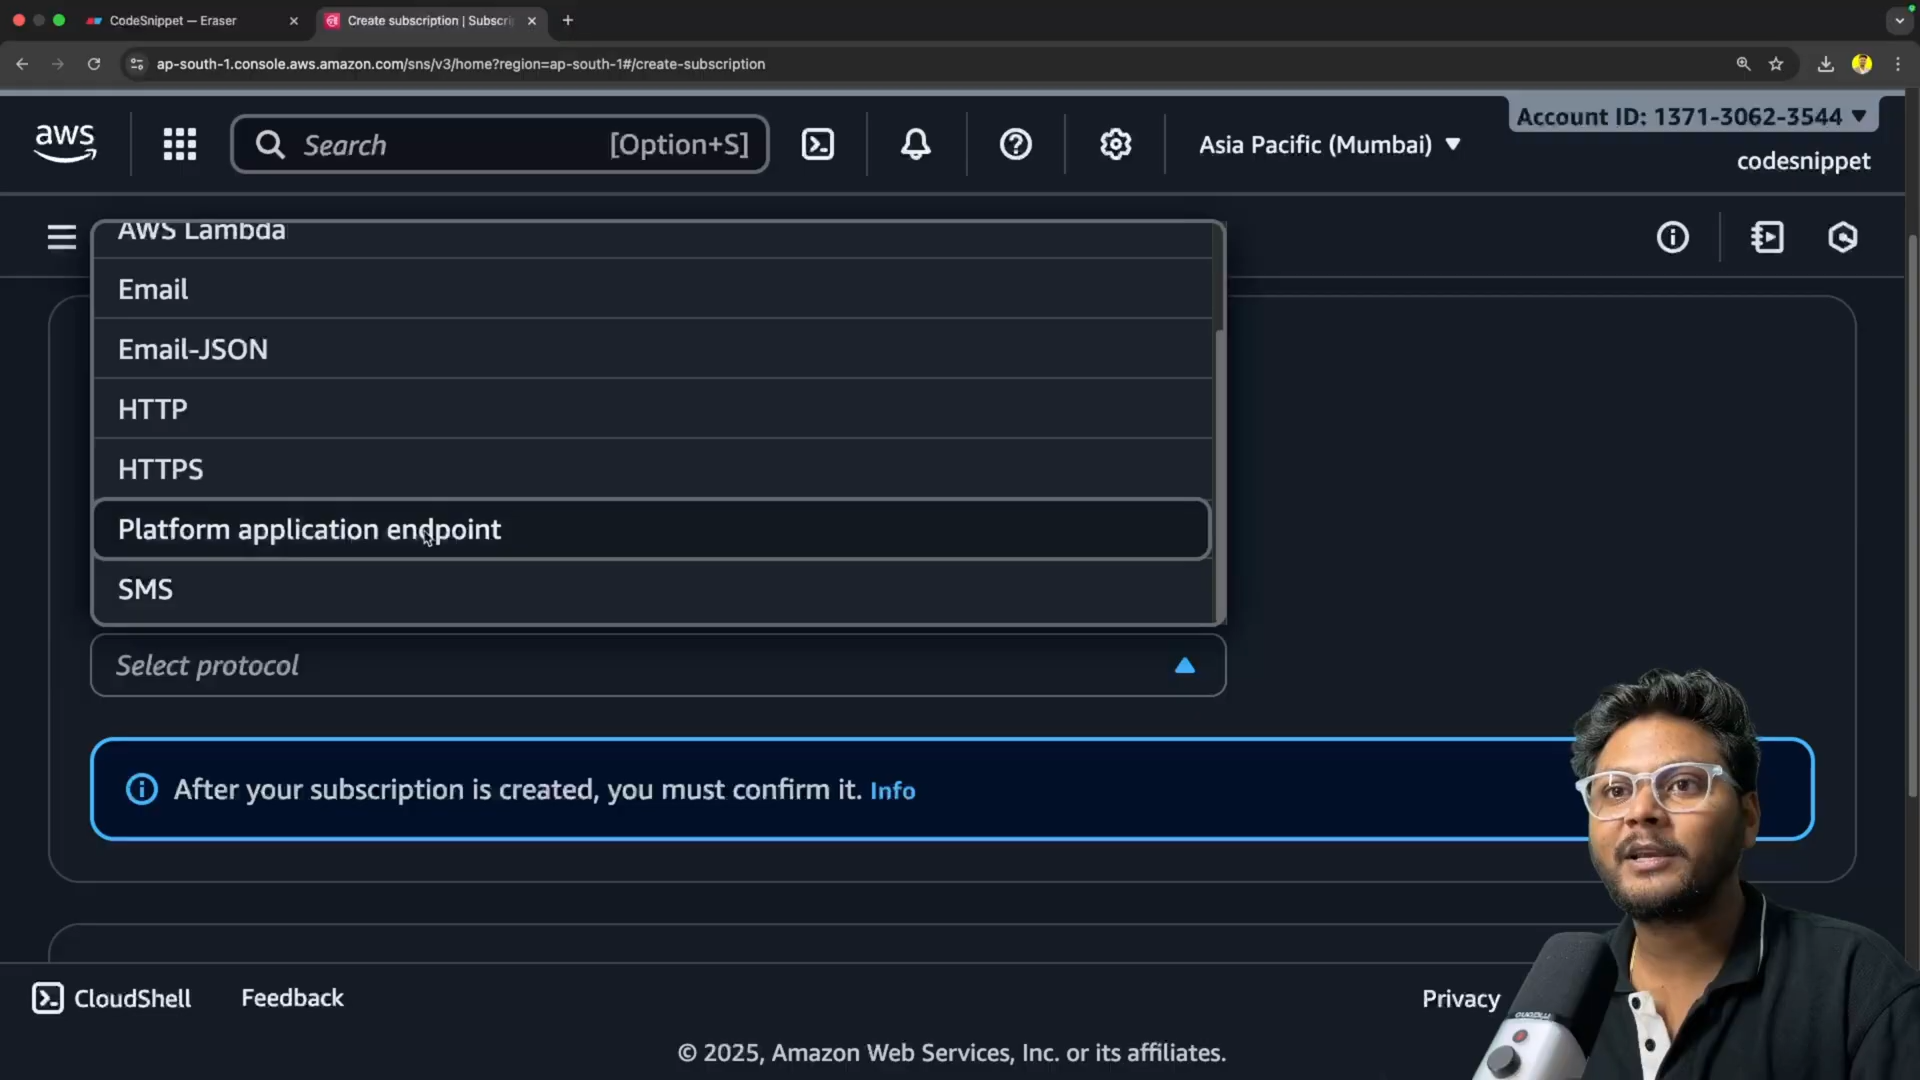 CodeSnippet — Eraser
Create subscription | Subscri
ap-south-1.console.aws.amazon.com/sns/v3/home?region=ap-south-1#/create-subscription
aws
Search
[Option+S]
Asia Pacific (Mumbai)
Account ID: 1371-3062-3544
codesnippet
AWS Lambda
Email
Email-JSON
HTTP
HTTPS
Platform application endpoint
SMS
Select protocol
After your subscription is created, you must confirm it. Info
CloudShell
Feedback
Privacy
© 2025, Amazon Web Services, Inc. or its affiliates.